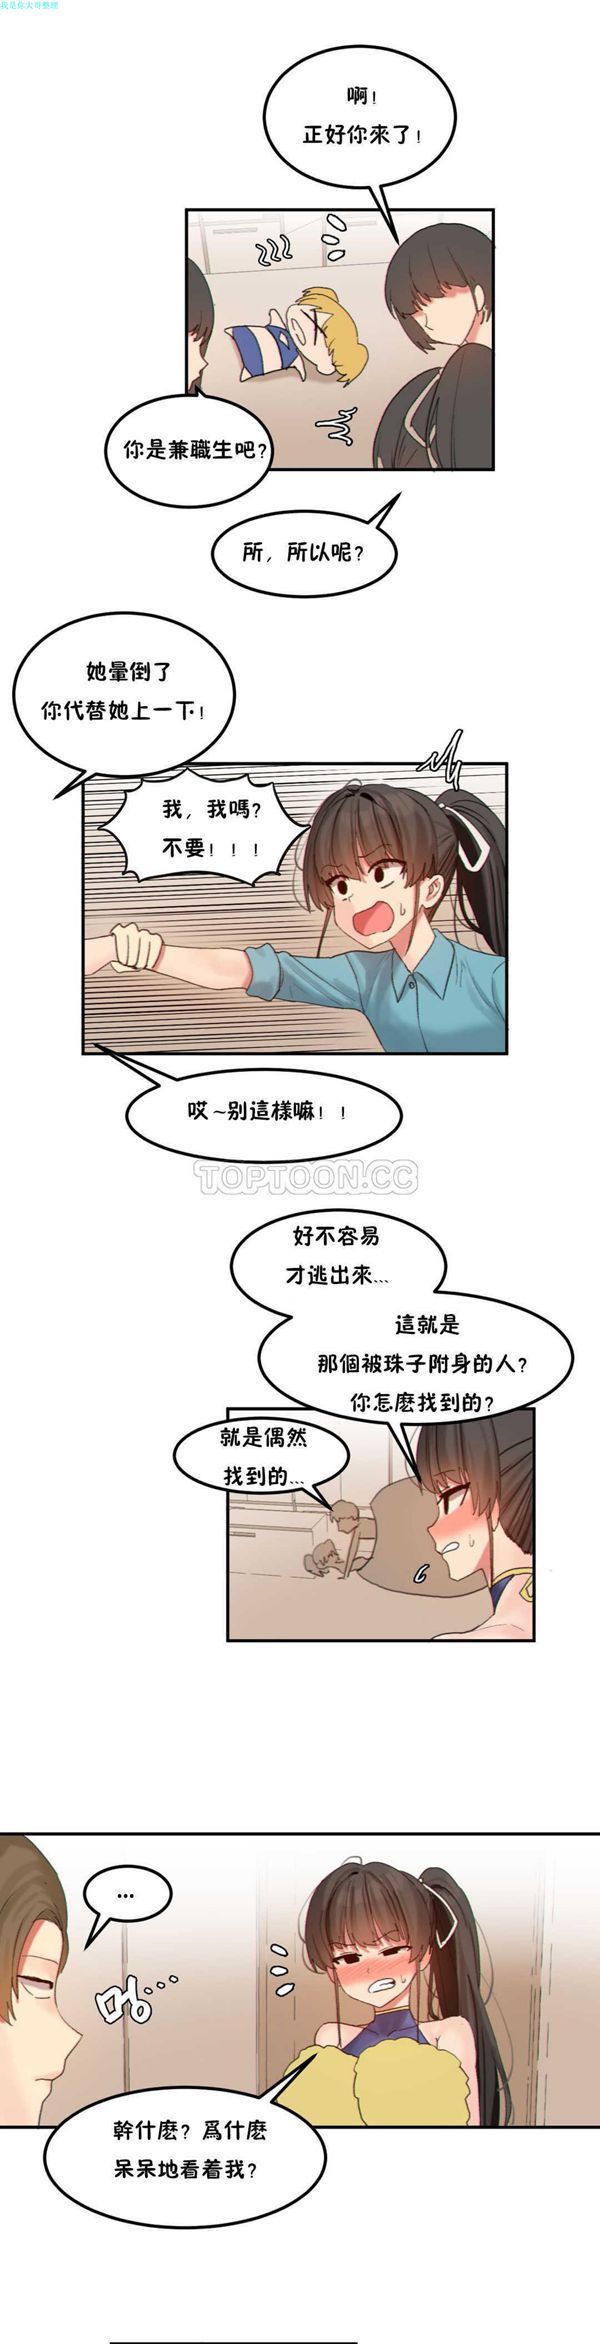 我是你大哥整理
啊!
正好你來了!
你是兼職生吧?
所, 所以呢?
她暈倒了
你代替她上一下!
我, 我嗎?
不要! ! !
哎~别這樣嘛! !
TOPTOON.CC
好不容易
才逃出來...
這就是
那個被珠子附身的人?
你怎麽找到的?
就是偶然
找到的...
...
幹什麽? 爲什麽
呆呆地看着我?